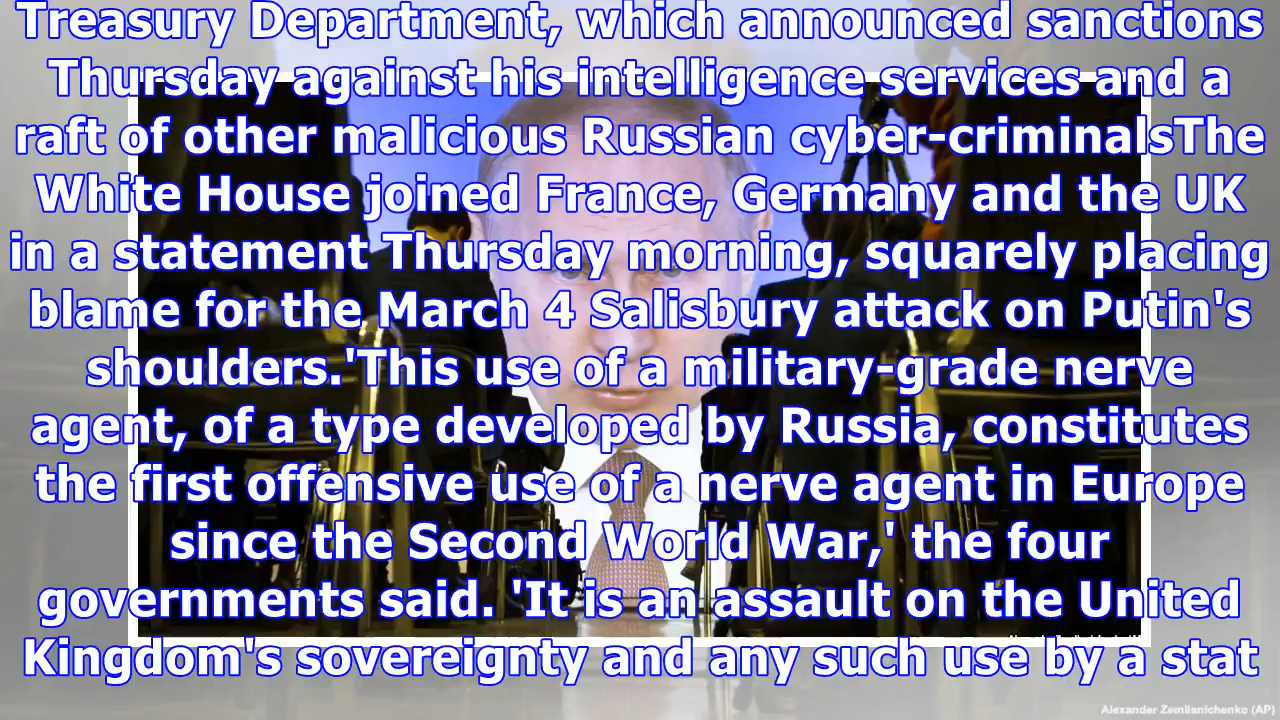 Treasury Department, which announced sanctions
Thursday against his intelligence services and a
raft of other malicious Russian cyber-criminalsThe
White House joined France, Germany and the UK
in a statement Thursday morning, squarely placing
blame for the March 4 Salisbury attack on Putin's
shoulders.'This use of a military-grade nerve
agent, of a type developed by Russia, constitutes
the first offensive use of a nerve agent in Europe
since the Second World War,' the four
governments said. 'It is an assault on the United
Kingdom's sovereignty and any such use by a stat
Alexander Zemlianichenko (AP)